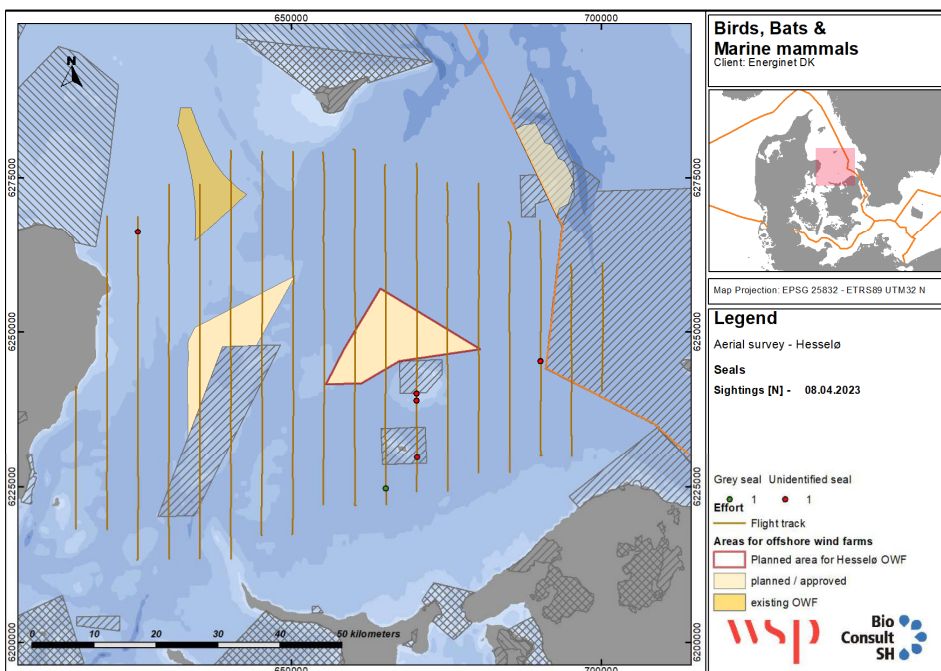 650000
700000
N
6275000
6275000
6250000
6250000
6225000
6225000
6200000
6200000
0 10 20 30 40 50 kilometers
650000
700000
Birds, Bats &
Marine mammals
Client: Energinet DK
Map Projection: EPSG 25832 - ETRS89 UTM32 N
Legend
Aerial survey - Hesselø
Seals
Sightings [N] - 08.04.2023
Grey seal Unidentified seal
1 1
Effort
Flight track
Areas for offshore wind farms
Planned area for Hesselø OWF
planned / approved
existing OWF
wsp
Bio
Consult
SH